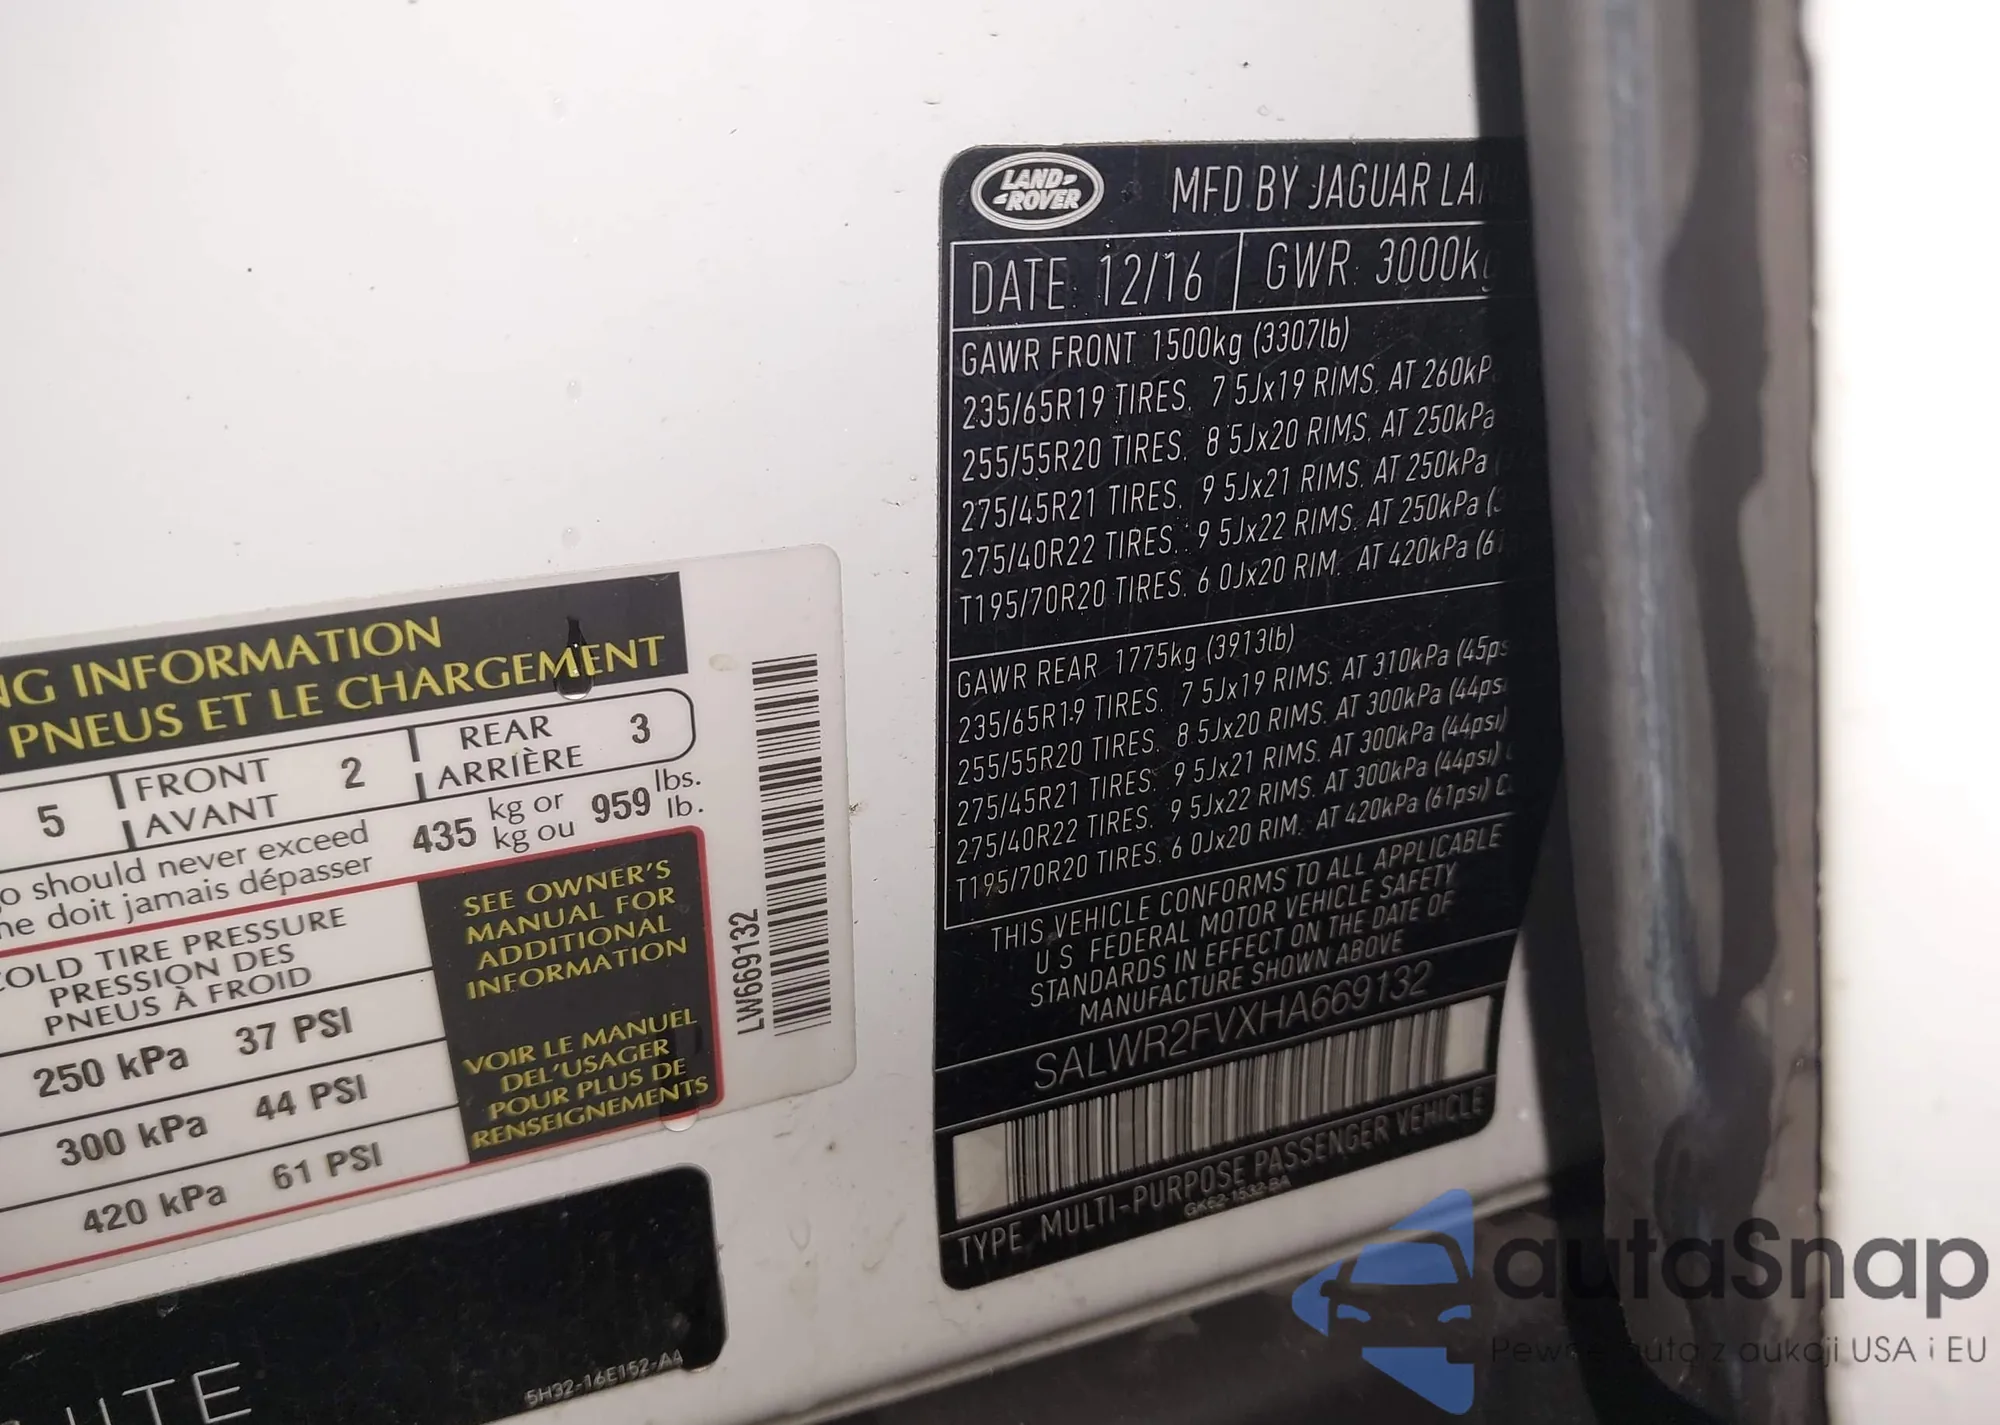 LAND-
-ROVER
MFD BY JAGUAR LA
DATE 12/16 GWR 3000kg
GAWR FRONT 1500kg (3307lb)
235/65R19 TIRES. 7 5Jx19 RIMS. AT 260kP
255/55R20 TIRES. 8 5Jx20 RIMS. AT 250kPa
275/45R21 TIRES. 9 5Jx21 RIMS. AT 250kPa (
275/40R22 TIRES. 9 5Jx22 RIMS. AT 250kPa (
T195/70R20 TIRES. 6 0Jx20 RIM. AT 420kPa (61
GAWR REAR 1775kg (3913lb)
235/65R19 TIRES. 7 5Jx19 RIMS. AT 310kPa (45ps
255/55R20 TIRES. 8 5Jx20 RIMS. AT 300kPa (44psi
275/45R21 TIRES. 9 5Jx21 RIMS. AT 300kPa (44psi)
275/40R22 TIRES. 9 5Jx22 RIMS. AT 300kPa (44psi)
T195/70R20 TIRES. 6 0Jx20 RIM. AT 420kPa (61psi) C
THIS VEHICLE CONFORMS TO ALL APPLICABLE
U S FEDERAL MOTOR VEHICLE SAFETY
STANDARDS IN EFFECT ON THE DATE OF
MANUFACTURE SHOWN ABOVE
SALWR2FVXHA669132
TYPE MULTI-PURPOSE PASSENGER VEHICLE
GK62-1532-BA
NG INFORMATION
PNEUS ET LE CHARGEMENT
5 FRONT 2 REAR 3
AVANT ARRIÈRE
o should never exceed 435 kg or 959 lbs.
ne doit jamais dépasser kg ou lb.
COLD TIRE PRESSURE
PRESSION DES
PNEUS À FROID
250 kPa 37 PSI
300 kPa 44 PSI
420 kPa 61 PSI
SEE OWNER'S
MANUAL FOR
ADDITIONAL
INFORMATION
VOIR LE MANUEL
DEL'USAGER
POUR PLUS DE
RENSEIGNEMENTS
LW669132
5H32-16E152-AA
autaSnap
Pewne auta z aukcji USA i EU